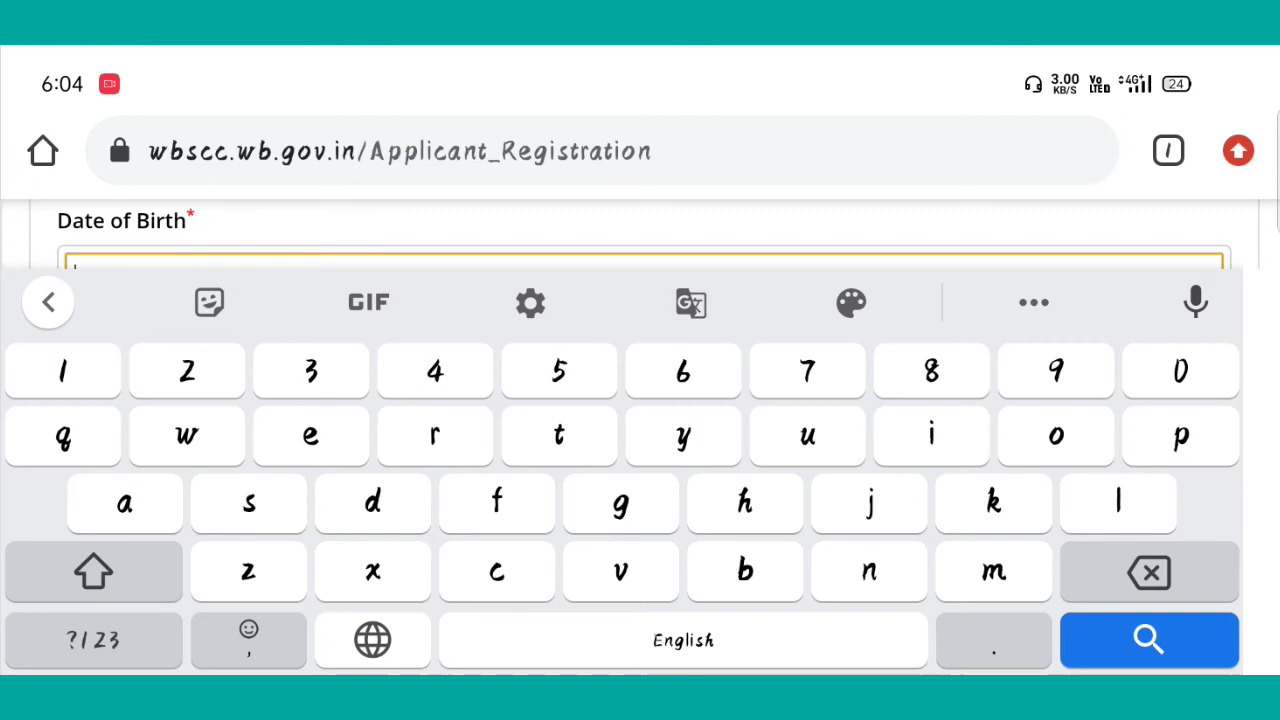 6:04 3.00 KB/S Vo LTE 4G+ 24
wbscc.wb.gov.in/Applicant_Registration 1
Date of Birth*
GIF G
1 2 3 4 5 6 7 8 9 0
q w e r t y u i o p
a s d f g h j k l
z x c v b n m
?123 , English .